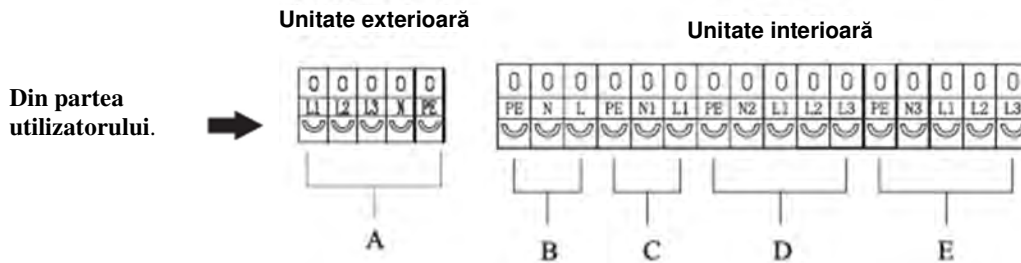 Unitate exterioară
Unitate interioară
Din partea
utilizatorului.
L1 L2 L3 N PE
PE N L PE N1 L1 PE N2 L1 L2 L3 PE N3 L1 L2 L3
A
B C D E